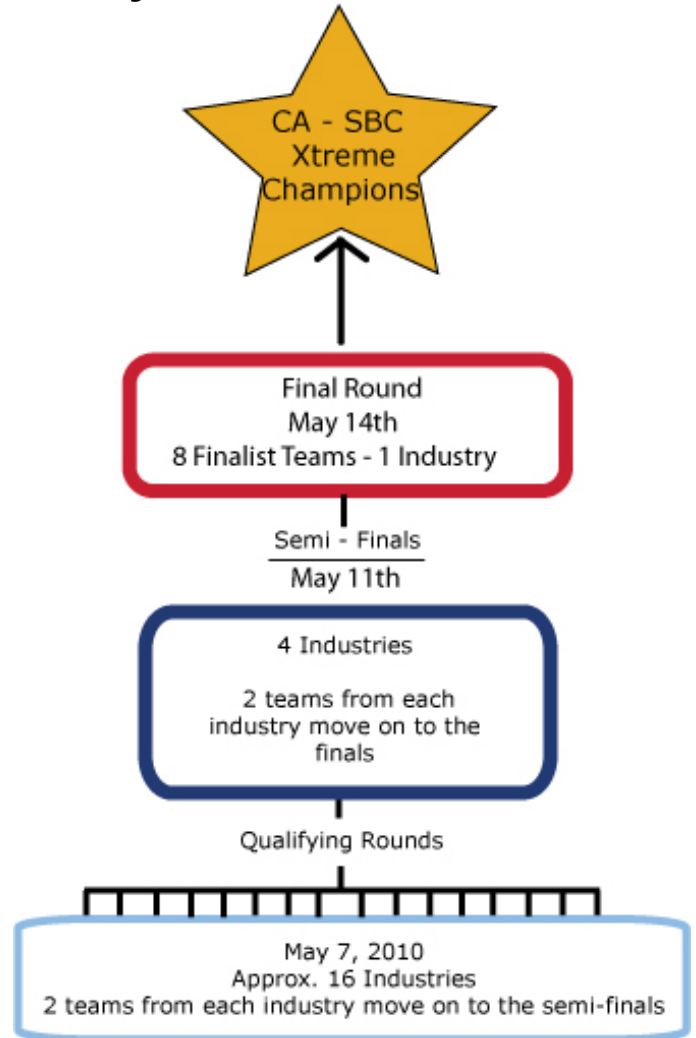 CA - SBC
Xtreme
Champions
Final Round
May 14th
8 Finalist Teams - 1 Industry
Semi - Finals
May 11th
4 Industries
2 teams from each
industry move on to the
finals
Qualifying Rounds
May 7, 2010
Approx. 16 Industries
2 teams from each industry move on to the semi-finals